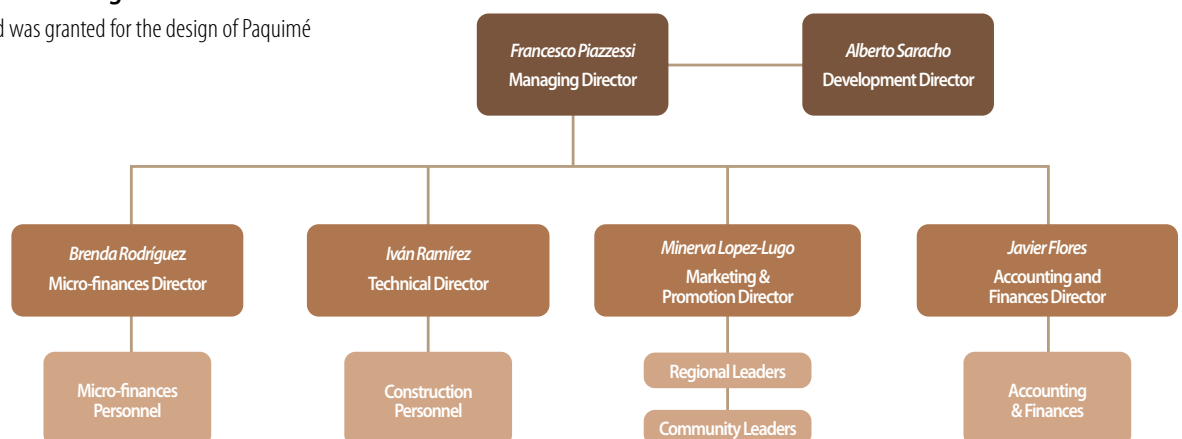 d was granted for the design of Paquimé
Francesco Piazzessi
Managing Director
Alberto Saracho
Development Director
Brenda Rodríguez
Micro-finances Director
Iván Ramírez
Technical Director
Minerva Lopez-Lugo
Marketing &
Promotion Director
Javier Flores
Accounting and
Finances Director
Micro-finances
Personnel
Construction
Personnel
Regional Leaders
Community Leaders
Accounting
& Finances